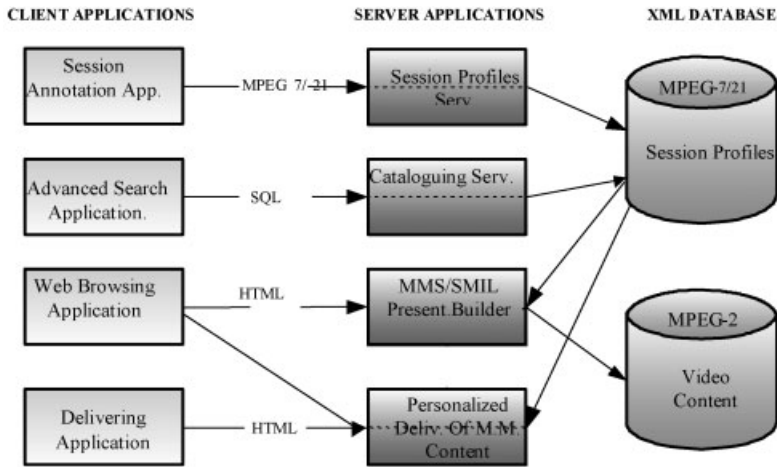 CLIENT APPLICATIONS
SERVER APPLICATIONS
XML DATABASE
Session
Annotation App.
MPEG 7/-21
Session Profiles
Serv
MPEG-7/21
Session Profiles
Advanced Search
Application.
SQL
Cataloguing Serv.
Web Browsing
Application
HTML
MMS/SMIL
Present.Builder
MPEG-2
Video
Content
Delivering
Application
HTML
Personalized
Deliv. Of M.M.
Content